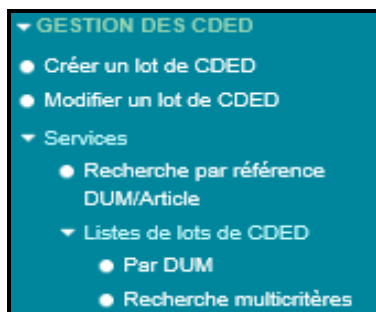 GESTION DES CDED
Créer un lot de CDED
Modifier un lot de CDED
Services
Recherche par référence
DUM/Article
Listes de lots de CDED
Par DUM
Recherche multicritères